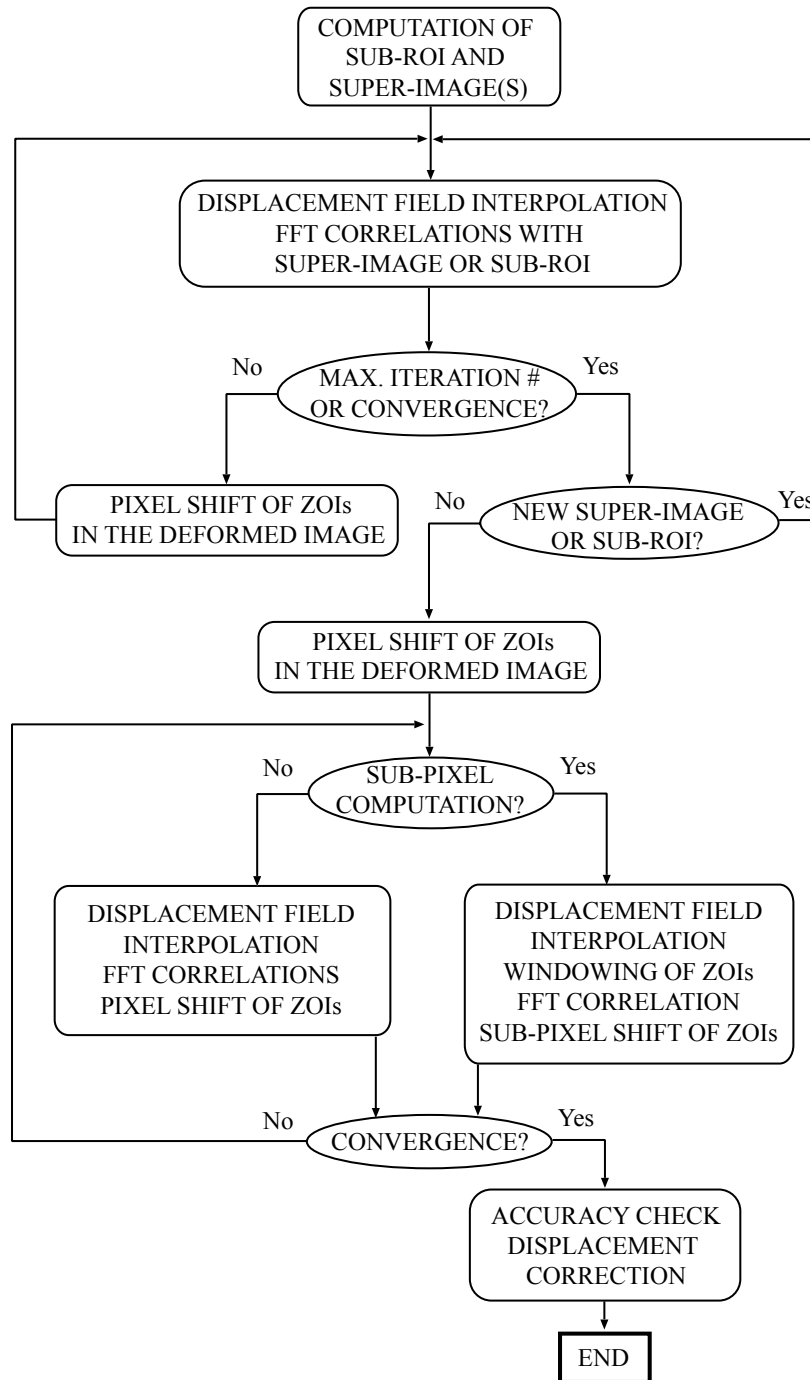 COMPUTATION OF
SUB-ROI AND
SUPER-IMAGE(S)
DISPLACEMENT FIELD INTERPOLATION
FFT CORRELATIONS WITH
SUPER-IMAGE OR SUB-ROI
No
MAX. ITERATION #
OR CONVERGENCE?
Yes
PIXEL SHIFT OF ZOIs
IN THE DEFORMED IMAGE
No
NEW SUPER-IMAGE
OR SUB-ROI?
Yes
PIXEL SHIFT OF ZOIs
IN THE DEFORMED IMAGE
No
SUB-PIXEL
COMPUTATION?
Yes
DISPLACEMENT FIELD
INTERPOLATION
FFT CORRELATIONS
PIXEL SHIFT OF ZOIs
DISPLACEMENT FIELD
INTERPOLATION
WINDOWING OF ZOIs
FFT CORRELATION
SUB-PIXEL SHIFT OF ZOIs
No
CONVERGENCE?
Yes
ACCURACY CHECK
DISPLACEMENT
CORRECTION
END